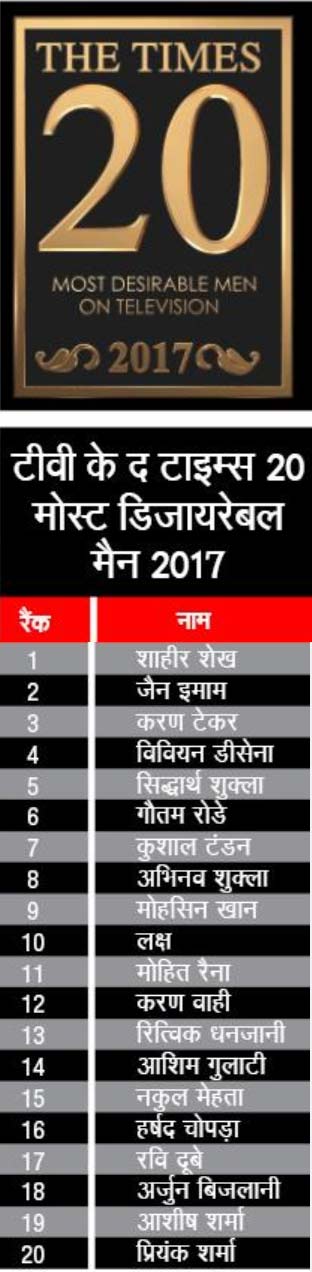 THE TIMES
20
MOST DESIRABLE MEN
ON TELEVISION
2017
टीवी के द टाइम्स 20
मोस्ट डिजायरेबल
मैन 2017
रैंक नाम
1 शाहीर शेख
2 जैन इमाम
3 करण टेकर
4 विवियन डीसेना
5 सिद्धार्थ शुक्ला
6 गौतम रोडे
7 कुशाल टंडन
8 अभिनव शुक्ला
9 मोहसिन खान
10 लक्ष
11 मोहित रैना
12 करण वाही
13 रित्विक धनजानी
14 आशिम गुलाटी
15 नकुल मेहता
16 हर्षद चोपड़ा
17 रवि दूबे
18 अर्जुन बिजलानी
19 आशीष शर्मा
20 प्रियंक शर्मा